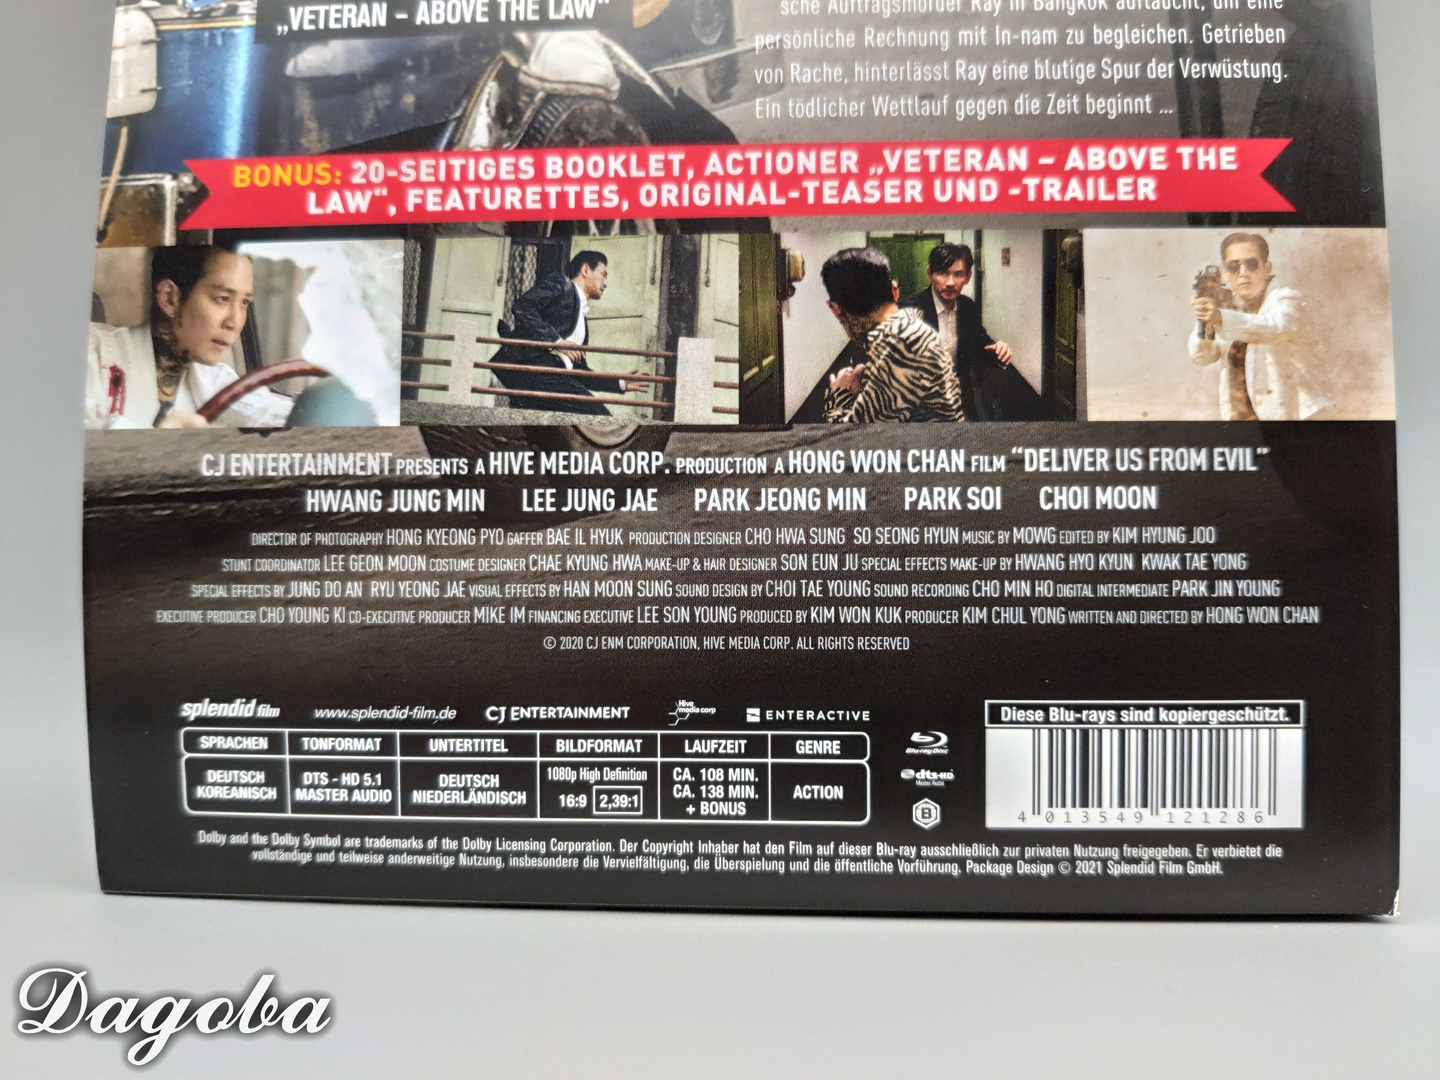 „VETERAN – ABOVE THE LAW“
sche Auftragsmörder Ray in Bangkok auftaucht, um eine
persönliche Rechnung mit In-nam zu begleichen. Getrieben
von Rache, hinterlässt Ray eine blutige Spur der Verwüstung.
Ein tödlicher Wettlauf gegen die Zeit beginnt ...
BONUS: 20-SEITIGES BOOKLET, ACTIONER „VETERAN – ABOVE THE
LAW“, FEATURETTES, ORIGINAL-TEASER UND -TRAILER
CJ ENTERTAINMENT PRESENTS A HIVE MEDIA CORP. PRODUCTION A HONG WON CHAN FILM “DELIVER US FROM EVIL”
HWANG JUNG MIN LEE JUNG JAE PARK JEONG MIN PARK SOI CHOI MOON
DIRECTOR OF PHOTOGRAPHY HONG KYEONG PYO GAFFER BAE IL HYUK PRODUCTION DESIGNER CHO HWA SUNG SO SEONG HYUN MUSIC BY MOWG EDITED BY KIM HYUNG JOO
STUNT COORDINATOR LEE GEON MOON COSTUME DESIGNER CHAE KYUNG HWA MAKE-UP & HAIR DESIGNER SON EUN JU SPECIAL EFFECTS MAKE-UP BY HWANG HYO KYUN KWAK TAE YONG
SPECIAL EFFECTS BY JUNG DO AN RYU YEONG JAE VISUAL EFFECTS BY HAN MOON SUNG SOUND DESIGN BY CHOI TAE YOUNG SOUND RECORDING CHO MIN HO DIGITAL INTERMEDIATE PARK JIN YOUNG
EXECUTIVE PRODUCER CHO YOUNG KI CO-EXECUTIVE PRODUCER MIKE IM FINANCING EXECUTIVE LEE SON YOUNG PRODUCED BY KIM WON KUK PRODUCER KIM CHUL YONG WRITTEN AND DIRECTED BY HONG WON CHAN
© 2020 CJ ENM CORPORATION, HIVE MEDIA CORP. ALL RIGHTS RESERVED
splendid film www.splendid-film.de CJ ENTERTAINMENT Hive media corp ENTERACTIVE
Diese Blu-rays sind kopiergeschützt.
SPRACHEN TONFORMAT UNTERTITEL BILDFORMAT LAUFZEIT GENRE
DEUTSCH KOREANISCH
DTS - HD 5.1 MASTER AUDIO
DEUTSCH NIEDERLÄNDISCH
1080p High Definition
16:9 2,39:1
CA. 108 MIN.
CA. 138 MIN.
+ BONUS
ACTION
Blu-ray Disc
dts-HD
Master Audio
B
4 013549 121286
Dolby and the Dolby Symbol are trademarks of the Dolby Licensing Corporation. Der Copyright Inhaber hat den Film auf dieser Blu-ray ausschließlich zur privaten Nutzung freigegeben. Er verbietet die
vollständige und teilweise anderweitige Nutzung, insbesondere die Vervielfältigung, die Überspielung und die öffentliche Vorführung. Package Design © 2021 Splendid Film GmbH.
Dagoba